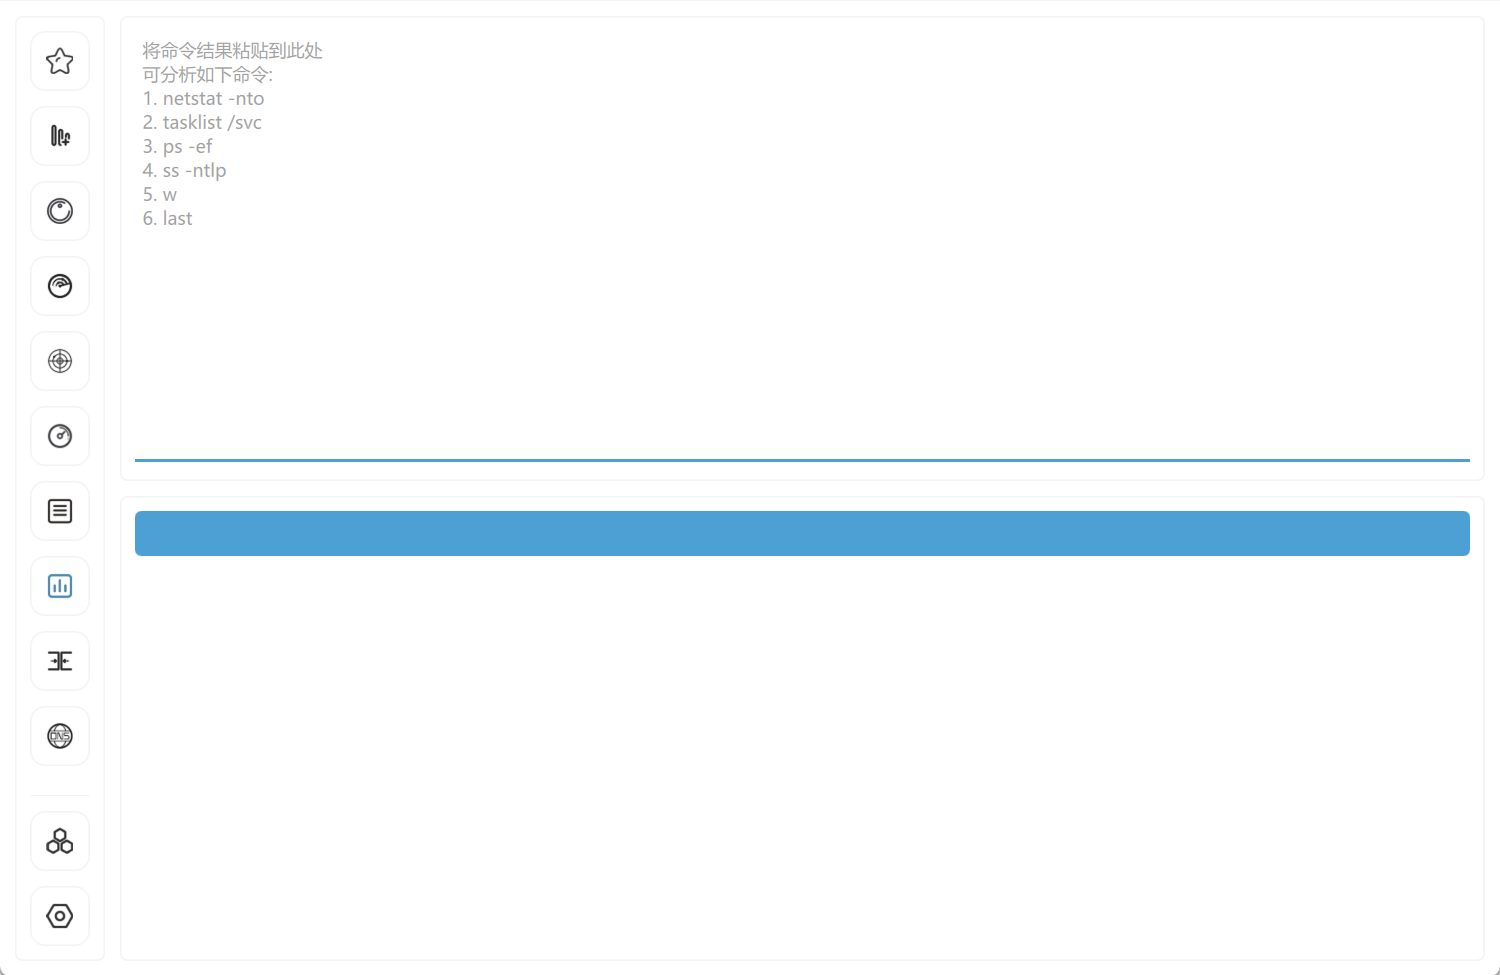 将命令结果粘贴到此处
可分析如下命令:
1. netstat -nto
2. tasklist /svc
3. ps -ef
4. ss -ntlp
5. w
6. last
DNS